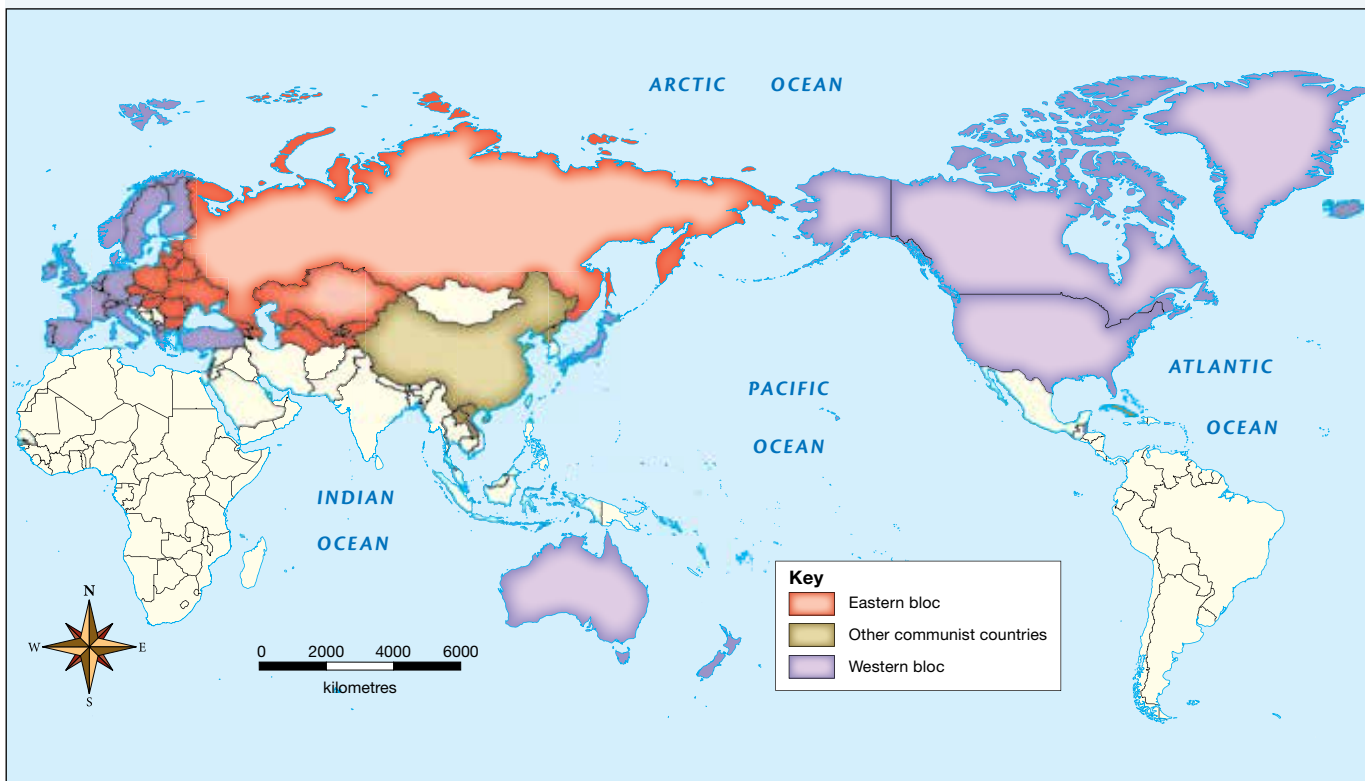 ARCTIC OCEAN
PACIFIC
OCEAN
ATLANTIC
OCEAN
INDIAN
OCEAN
N
W E
S
0 2000 4000 6000
kilometres
Key
Eastern bloc
Other communist countries
Western bloc